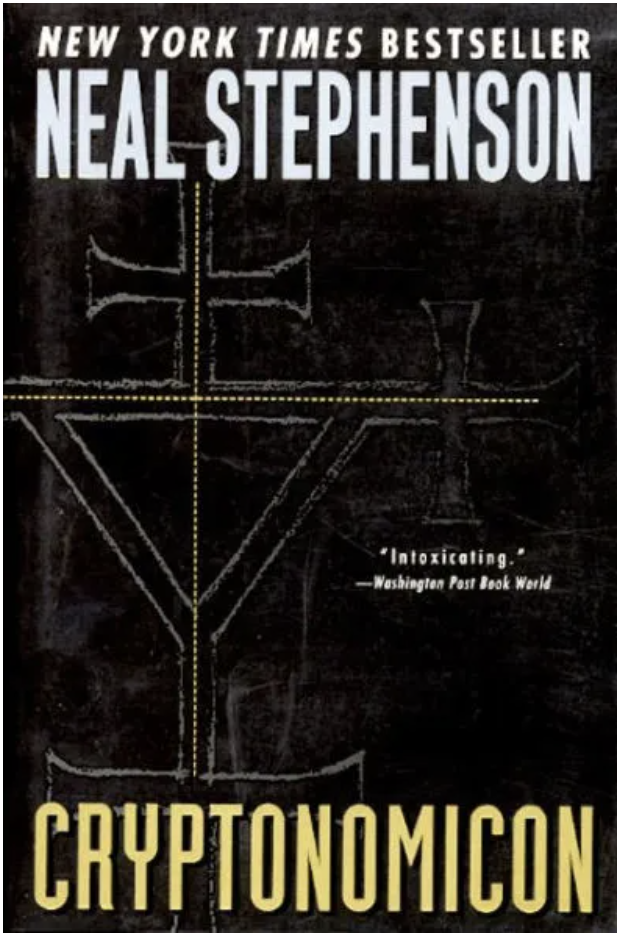 NEW YORK TIMES BESTSELLER
NEAL STEPHENSON
"Intoxicating."
—Washington Post Book World
CRYPTONOMICON